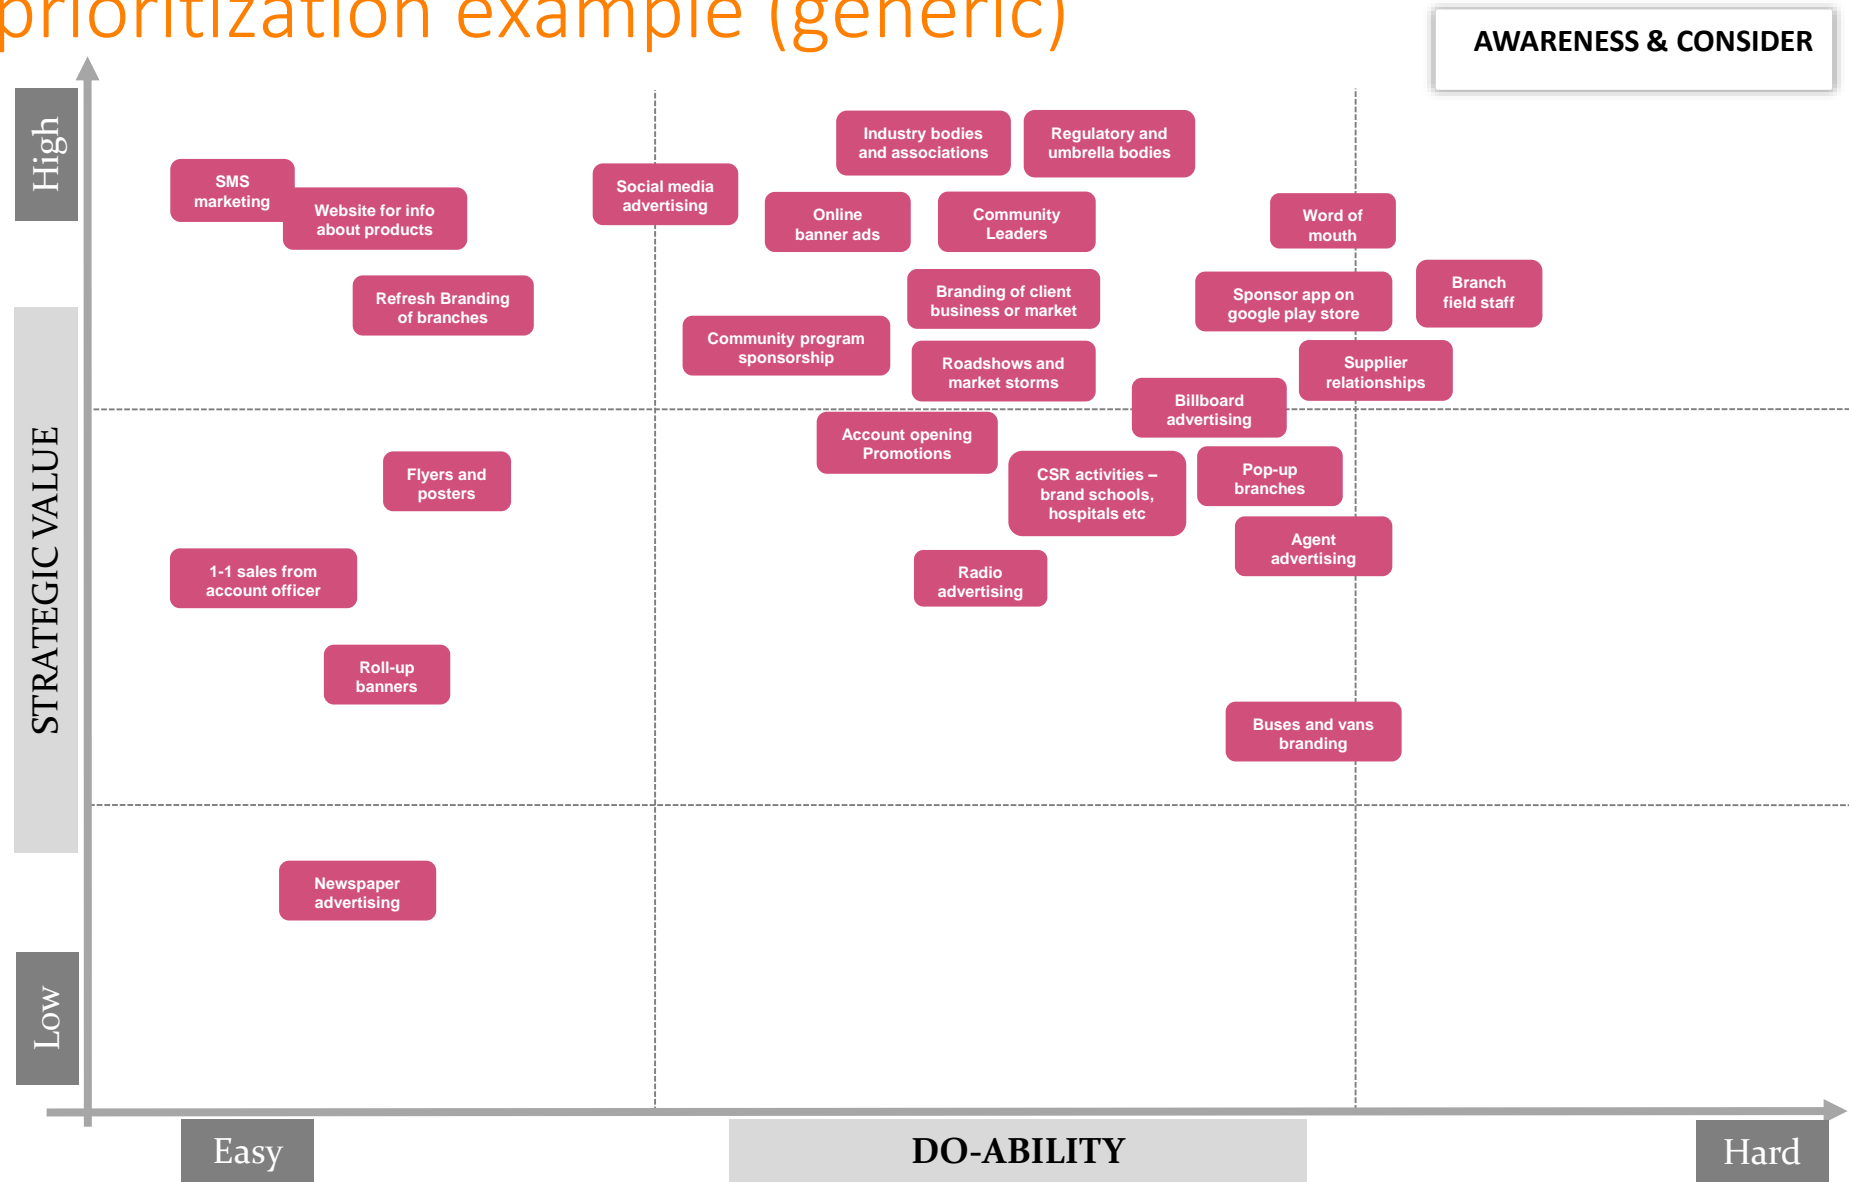 prioritization example (generic)
AWARENESS & CONSIDER
High
STRATEGIC VALUE
Low
Easy
DO-ABILITY
Hard
SMS
marketing
Website for info
about products
Refresh Branding
of branches
Social media
advertising
Industry bodies
and associations
Regulatory and
umbrella bodies
Online
banner ads
Community
Leaders
Word of
mouth
Branding of client
business or market
Sponsor app on
google play store
Branch
field staff
Community program
sponsorship
Roadshows and
market storms
Supplier
relationships
Billboard
advertising
Account opening
Promotions
Flyers and
posters
CSR activities –
brand schools,
hospitals etc
Pop-up
branches
Agent
advertising
1-1 sales from
account officer
Radio
advertising
Roll-up
banners
Buses and vans
branding
Newspaper
advertising